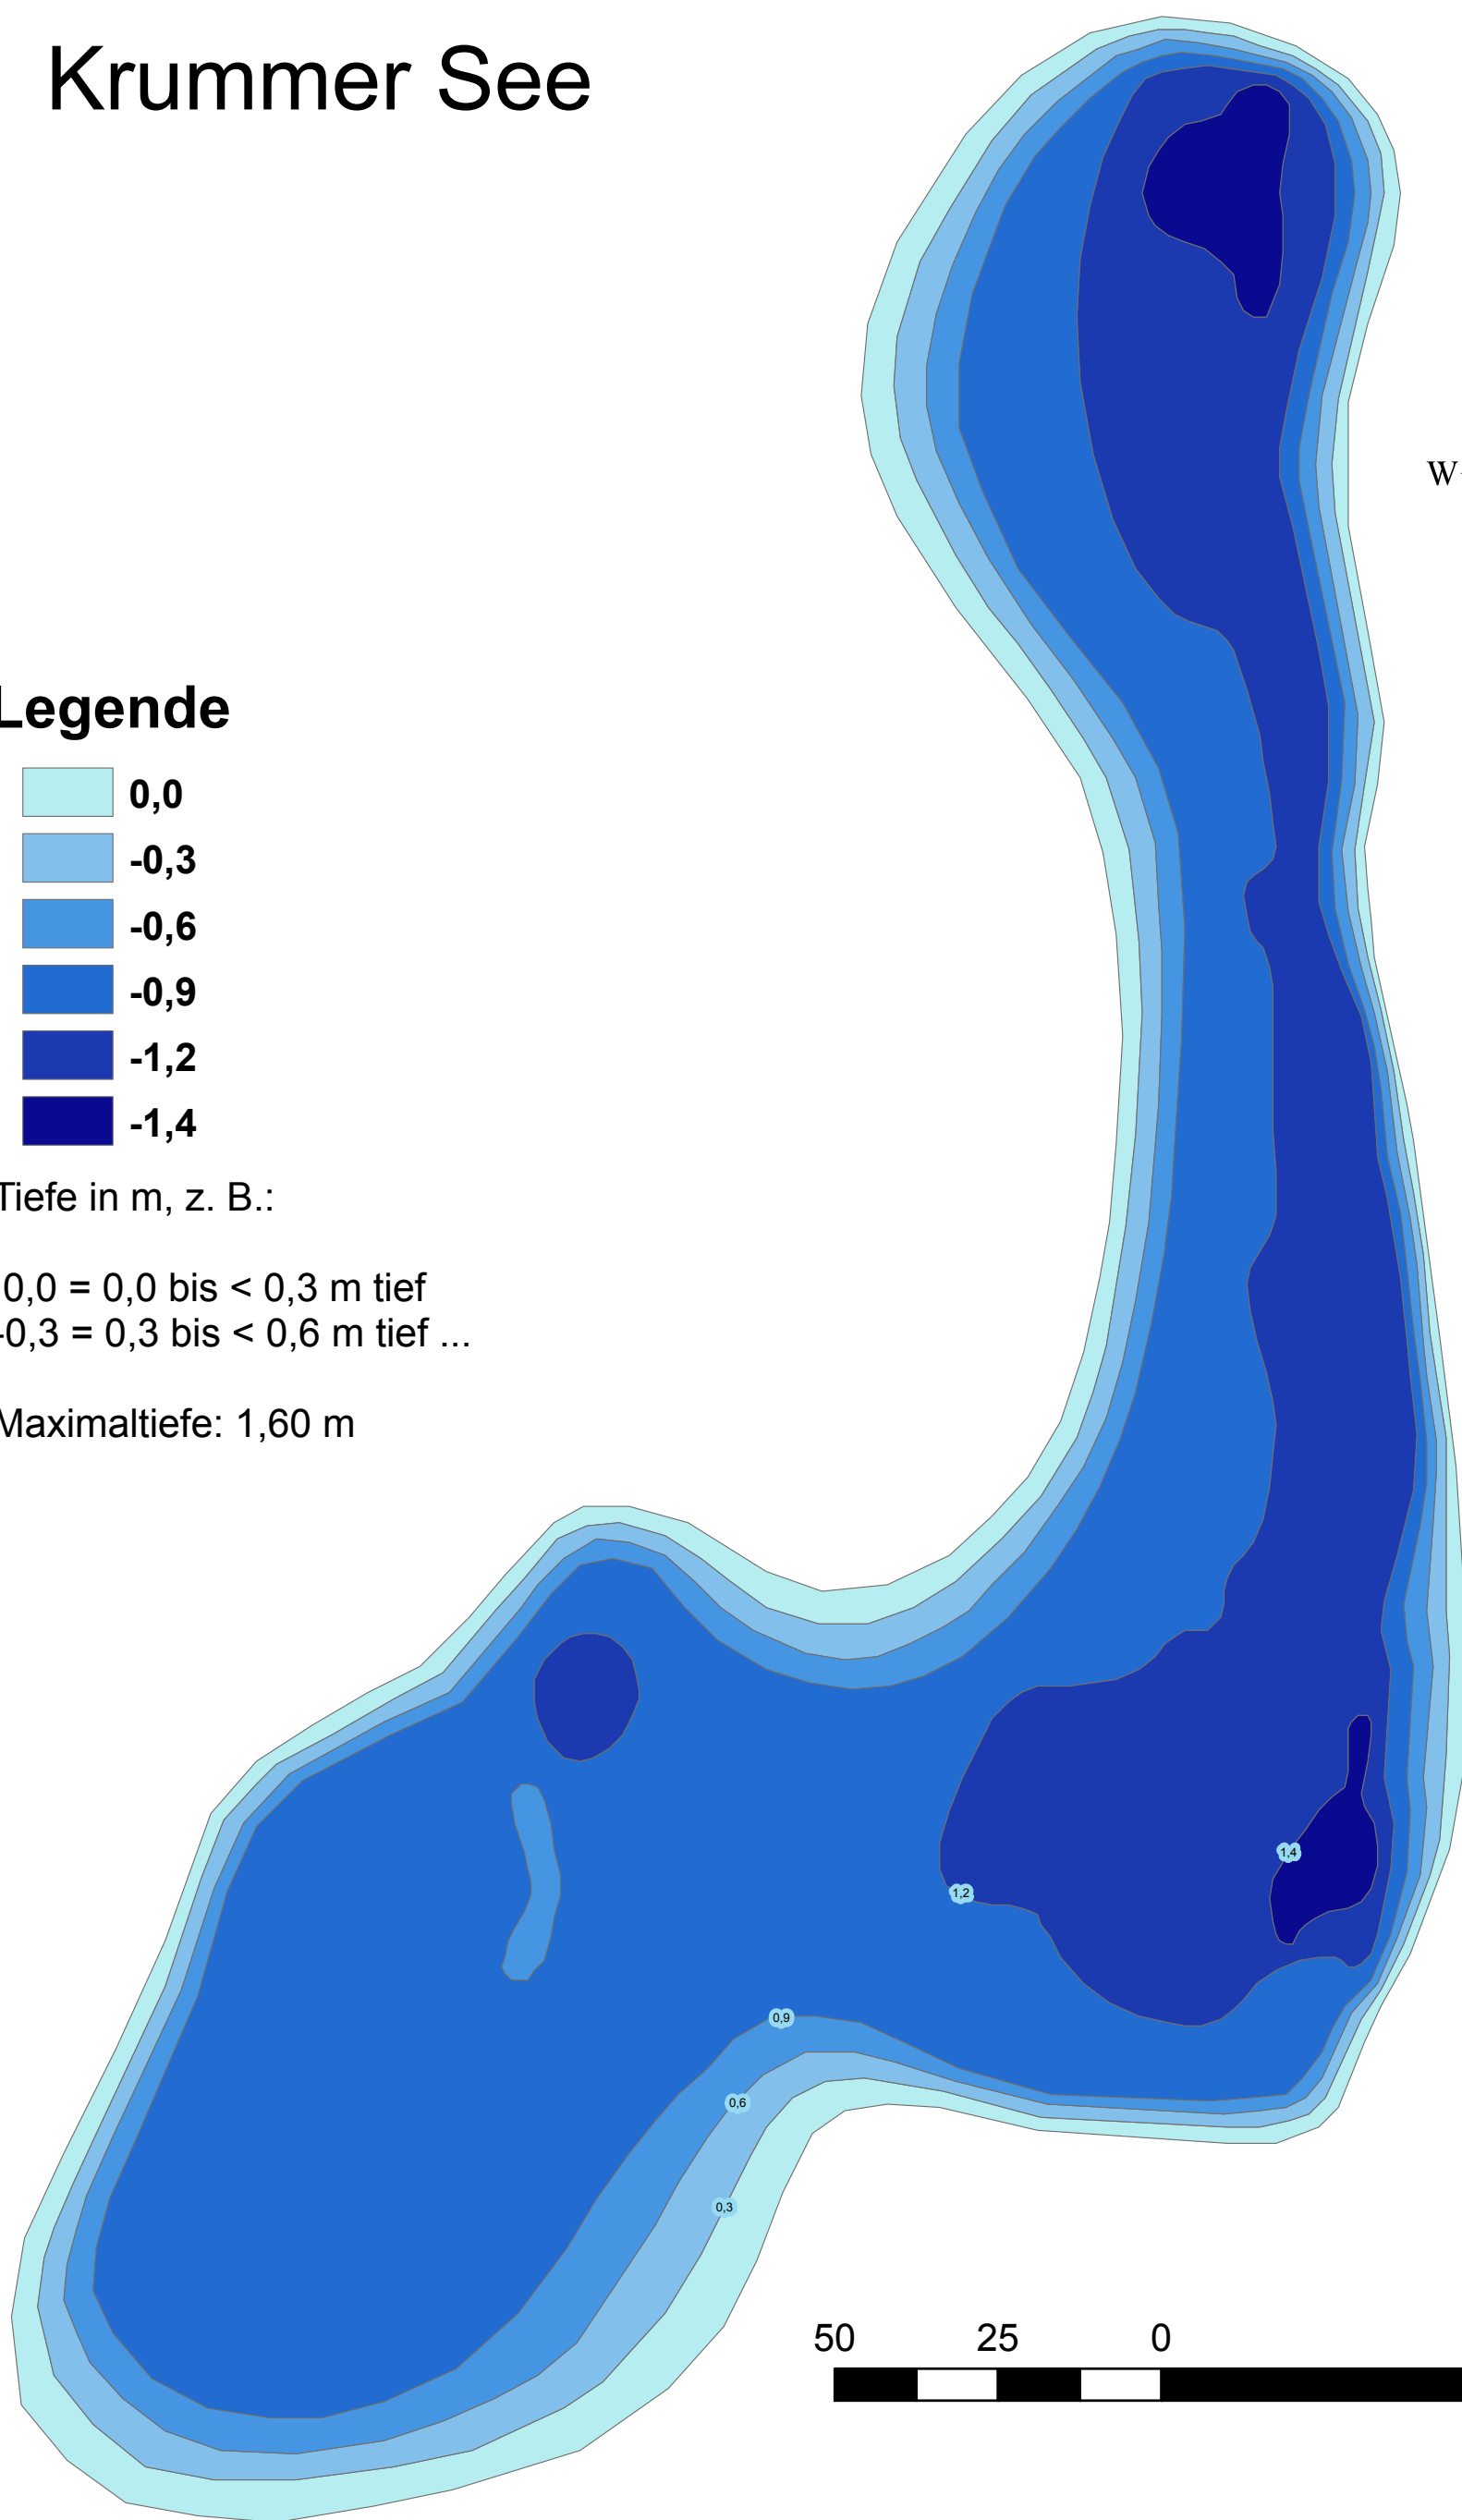 Krummer See
W
Legende
0,0
-0,3
-0,6
-0,9
-1,2
-1,4
Tiefe in m, z. B.:
0,0 = 0,0 bis < 0,3 m tief
-0,3 = 0,3 bis < 0,6 m tief ...
Maximaltiefe: 1,60 m
1,4
1,2
0,9
0,6
0,3
50 25 0